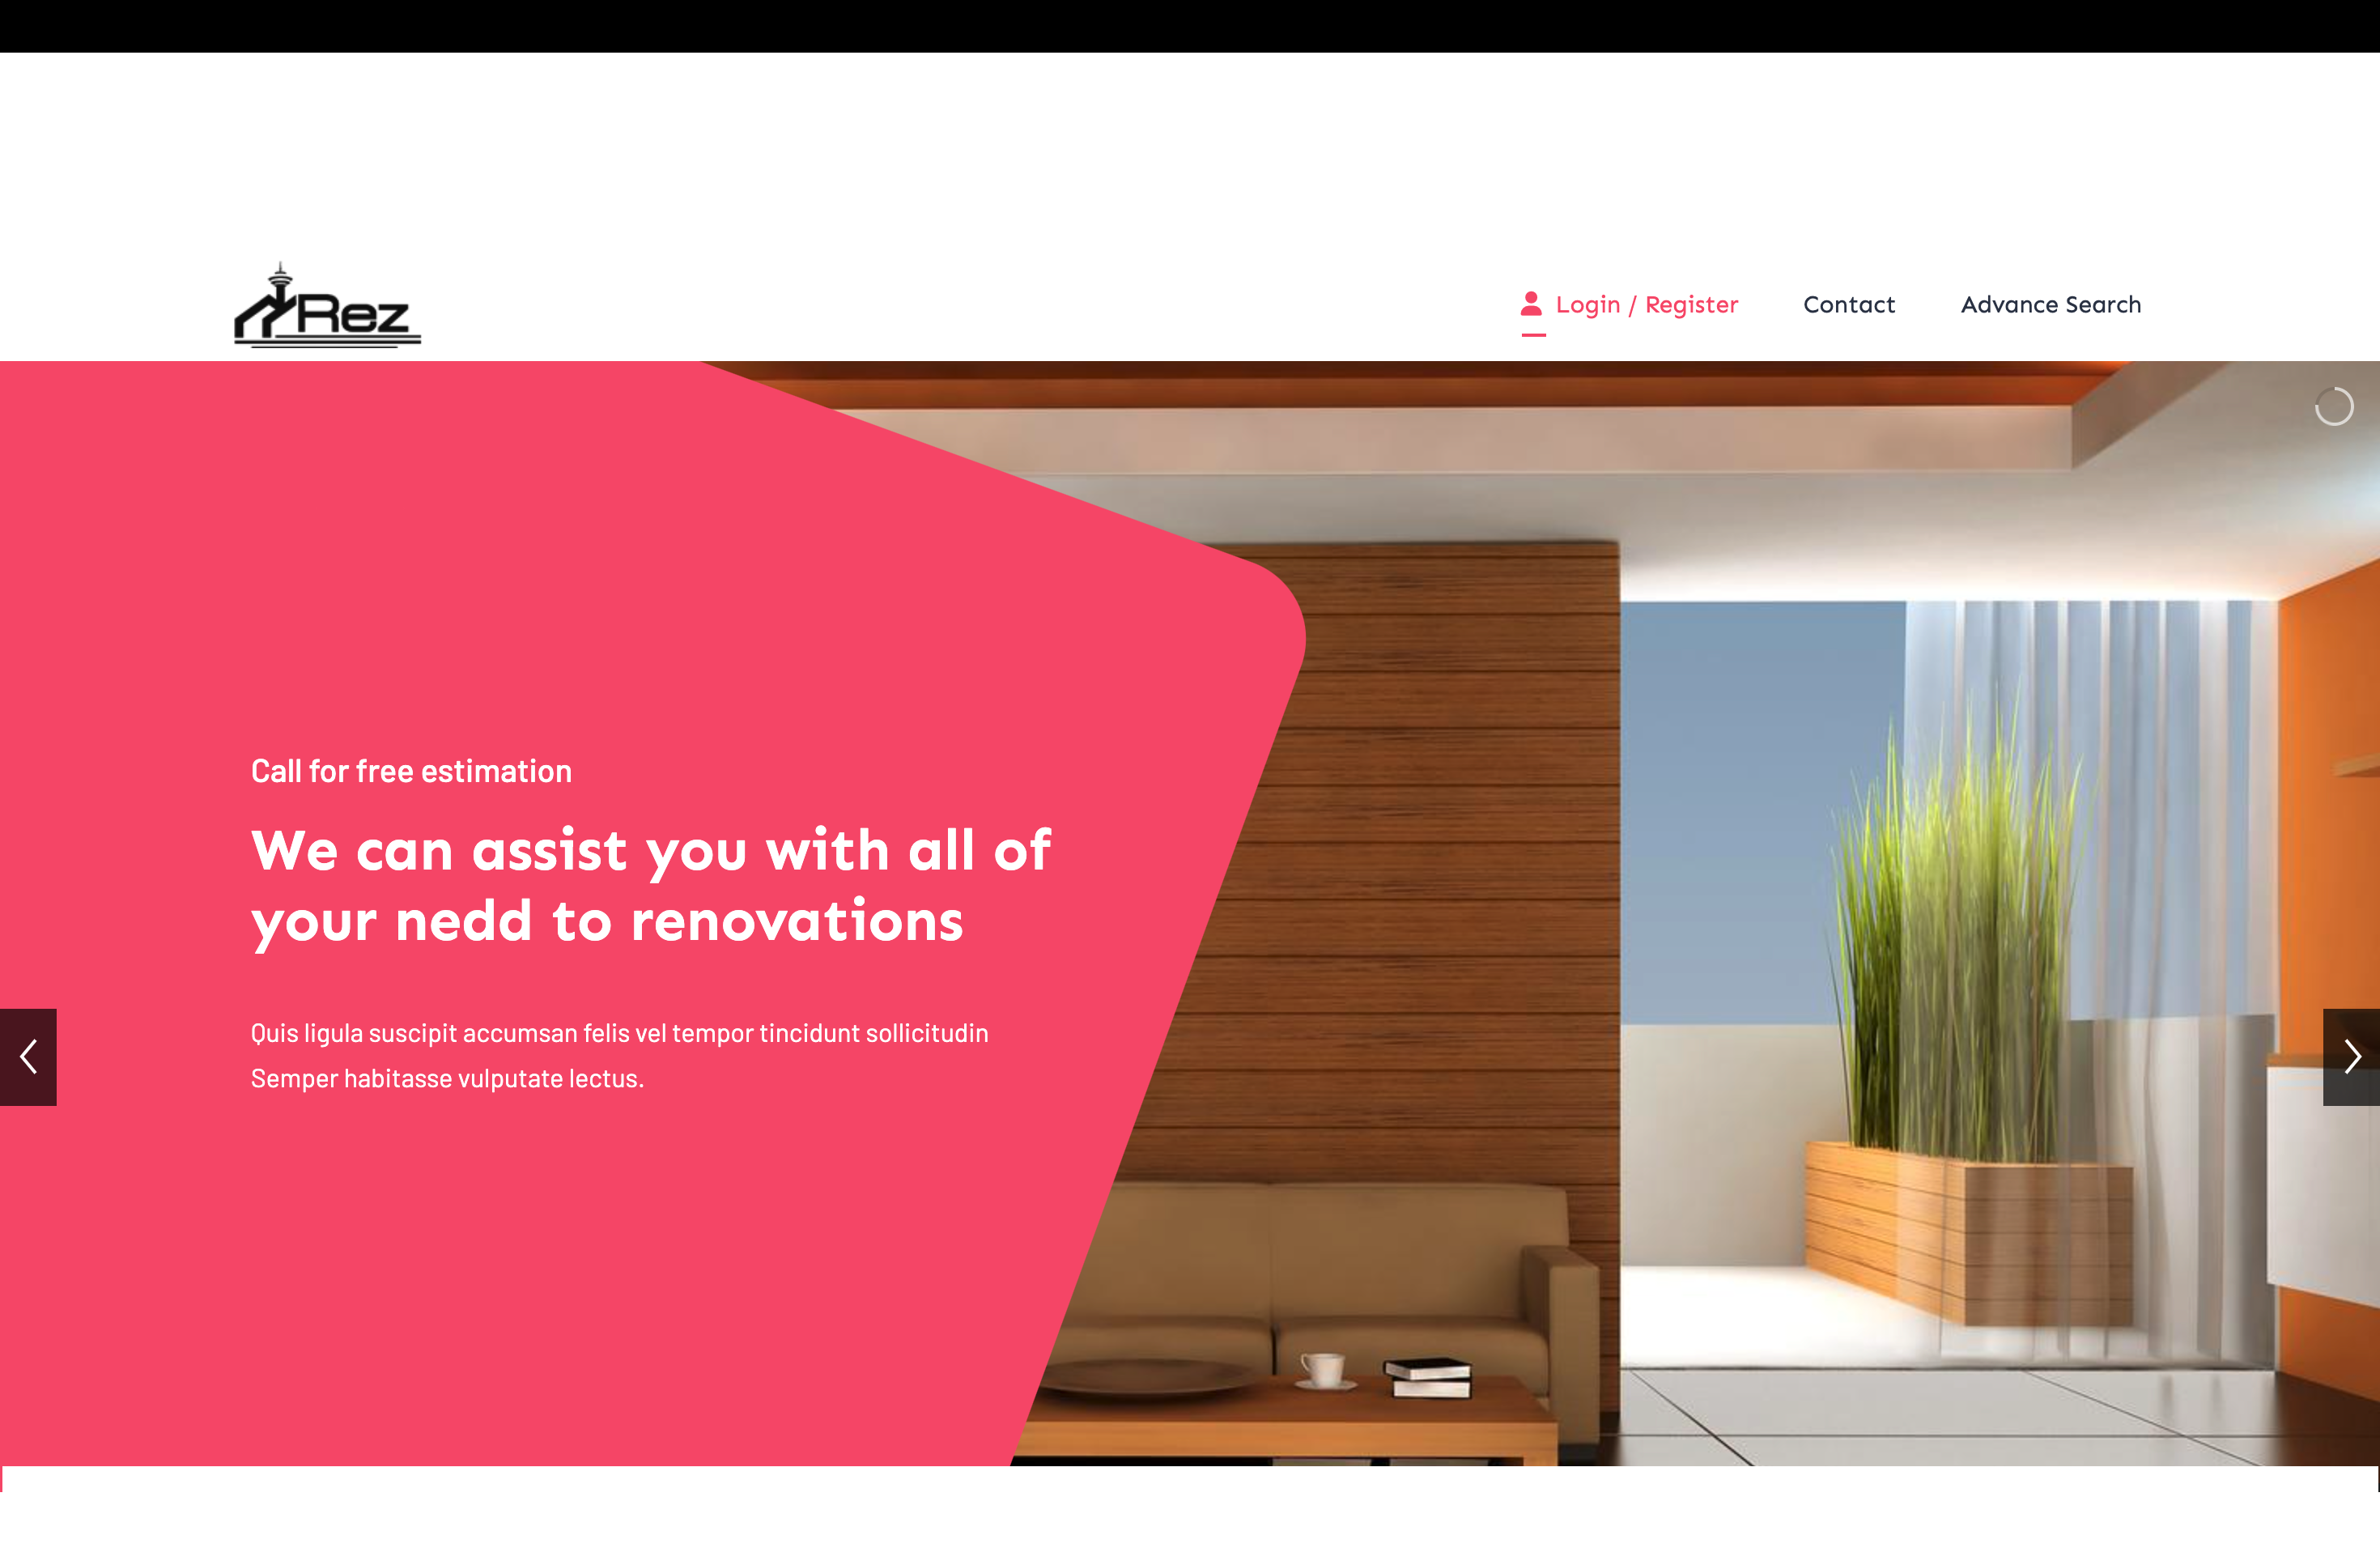 Rez
Login / Register
Contact
Advance Search
Call for free estimation
We can assist you with all of
your nedd to renovations
Quis ligula suscipit accumsan felis vel tempor tincidunt sollicitudin
Semper habitasse vulputate lectus.